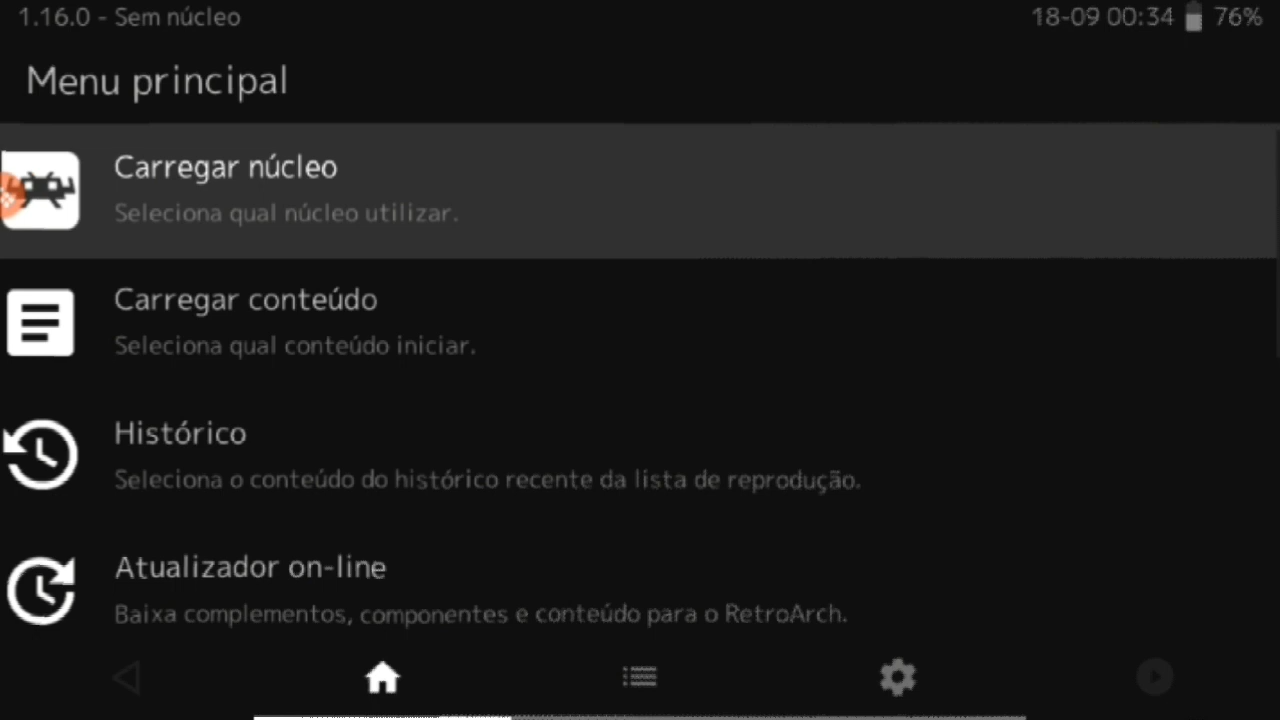 1.16.0 - Sem núcleo
18-09 00:34 76%
Menu principal
Carregar núcleo
Seleciona qual núcleo utilizar.
Carregar conteúdo
Seleciona qual conteúdo iniciar.
Histórico
Seleciona o conteúdo do histórico recente da lista de reprodução.
Atualizador on-line
Baixa complementos, componentes e conteúdo para o RetroArch.